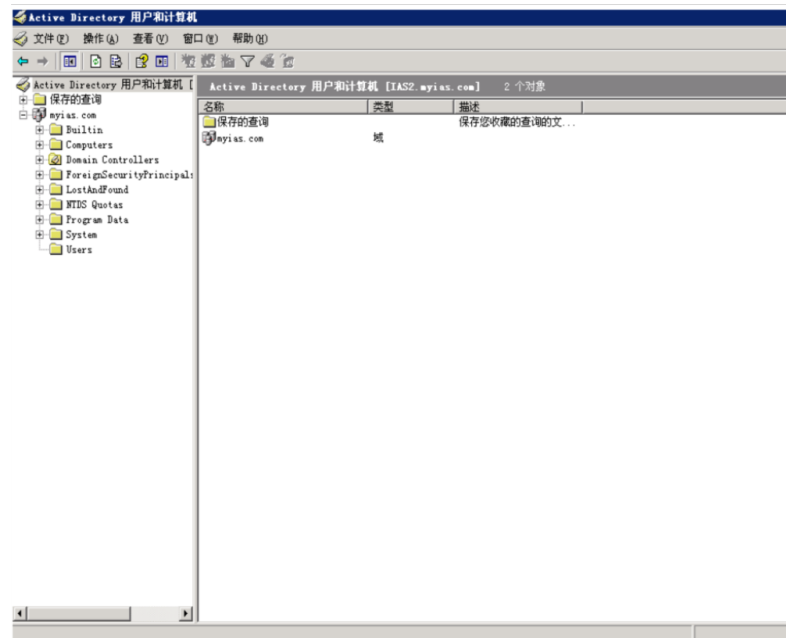 Active Directory 用户和计算机
文件(F) 操作(A) 查看(V) 窗口(W) 帮助(H)
Active Directory 用户和计算机 [
Active Directory 用户和计算机 [IAS2.myias.com] 2 个对象
保存的查询
myias.com
Builtin
Computers
Domain Controllers
ForeignSecurityPrincipals
LostAndFound
NTDS Quotas
Program Data
System
Users
名称 类型 描述
保存的查询 保存您收藏的查询的文...
myias.com 域